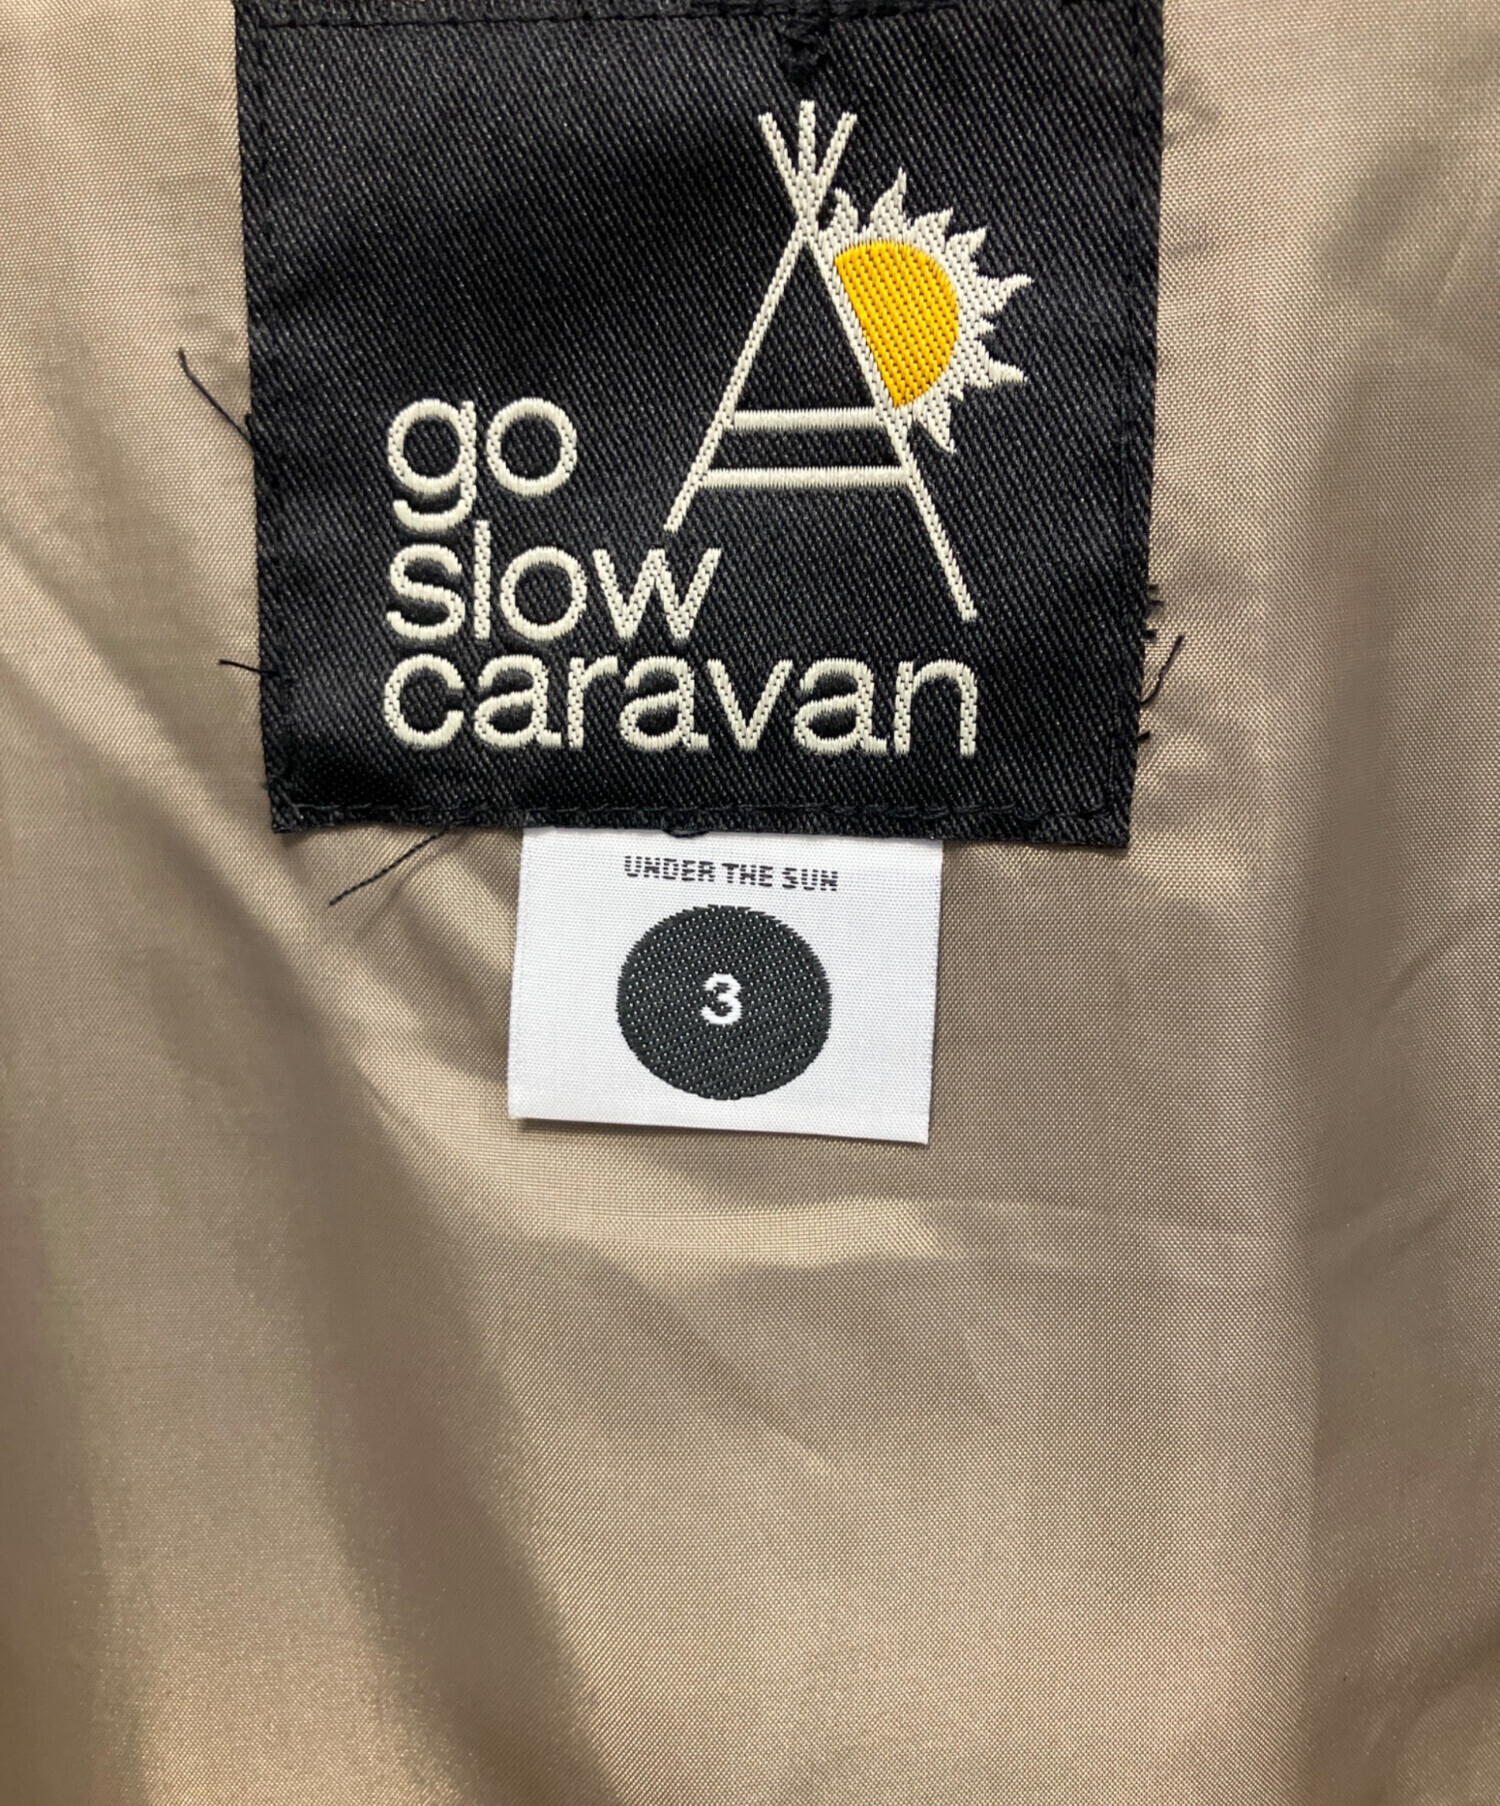 go
slow
caravan
UNDER THE SUN
3